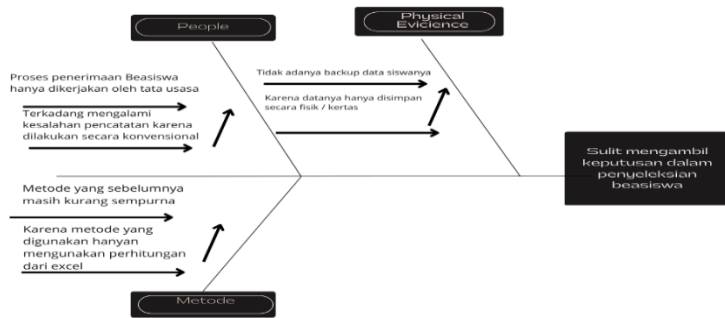 People
Physical
Evicience
Proses penerimaan Beasiswa
hanya dikerjakan oleh tata usasa
Terkadang mengalami
kesalahan pencatatan karena
dilakukan secara konvensional
Tidak adanya backup data siswanya
Karena datanya hanya disimpan
secara fisik / kertas
Sulit mengambil
keputusan dalam
penyeleksian
beasiswa
Metode yang sebelumnya
masih kurang sempurna
Karena metode yang
digunakan hanyan
mengunakan perhitungan
dari excel
Metode